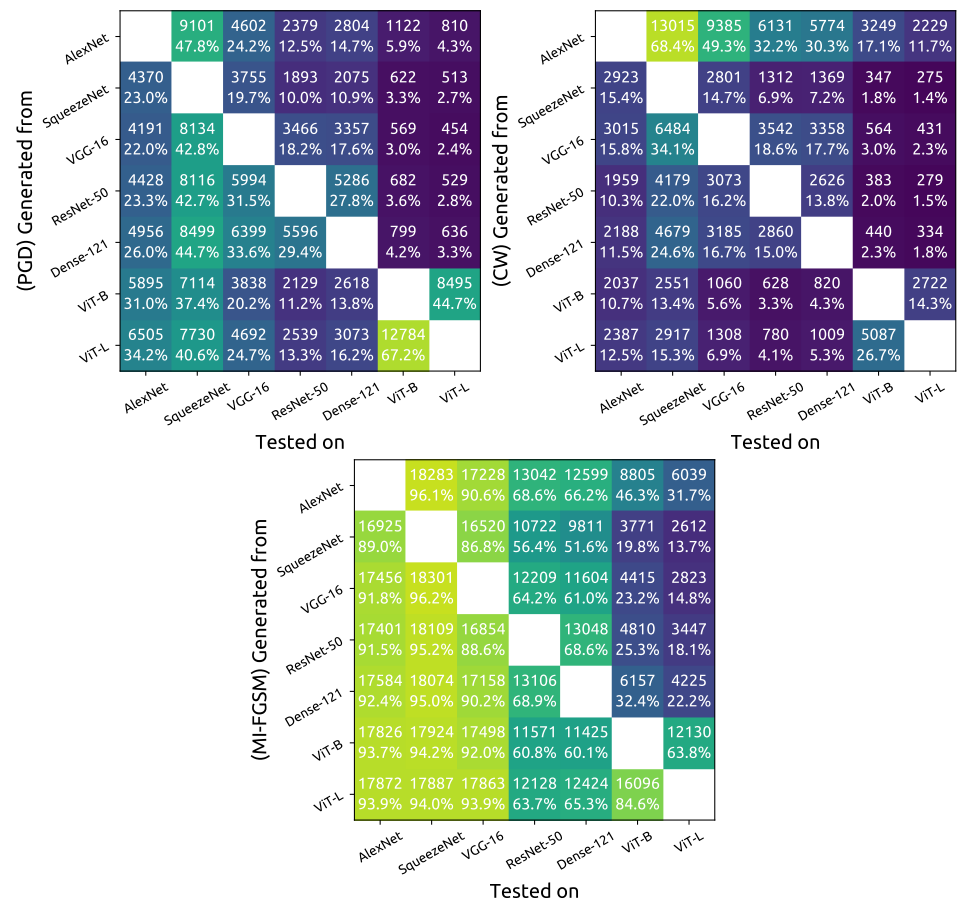 (PGD) Generated from
AlexNet
9101 4602 2379 2804 1122 810
47.8% 24.2% 12.5% 14.7% 5.9% 4.3%
SqueezeNet
4370 3755 1893 2075 622 513
23.0% 19.7% 10.0% 10.9% 3.3% 2.7%
VGG-16
4191 8134 3466 3357 569 454
22.0% 42.8% 18.2% 17.6% 3.0% 2.4%
ResNet-50
4428 8116 5994 5286 682 529
23.3% 42.7% 31.5% 27.8% 3.6% 2.8%
Dense-121
4956 8499 6399 5596 799 636
26.0% 44.7% 33.6% 29.4% 4.2% 3.3%
ViT-B
5895 7114 3838 2129 2618 8495
31.0% 37.4% 20.2% 11.2% 13.8% 44.7%
ViT-L
6505 7730 4692 2539 3073 12784
34.2% 40.6% 24.7% 13.3% 16.2% 67.2%
AlexNet SqueezeNet VGG-16 ResNet-50 Dense-121 ViT-B ViT-L
Tested on
(CW) Generated from
AlexNet
13015 9385 6131 5774 3249 2229
68.4% 49.3% 32.2% 30.3% 17.1% 11.7%
SqueezeNet
2923 2801 1312 1369 347 275
15.4% 14.7% 6.9% 7.2% 1.8% 1.4%
VGG-16
3015 6484 3542 3358 564 431
15.8% 34.1% 18.6% 17.7% 3.0% 2.3%
ResNet-50
1959 4179 3073 2626 383 279
10.3% 22.0% 16.2% 13.8% 2.0% 1.5%
Dense-121
2188 4679 3185 2860 440 334
11.5% 24.6% 16.7% 15.0% 2.3% 1.8%
ViT-B
2037 2551 1060 628 820 2722
10.7% 13.4% 5.6% 3.3% 4.3% 14.3%
ViT-L
2387 2917 1308 780 1009 5087
12.5% 15.3% 6.9% 4.1% 5.3% 26.7%
AlexNet SqueezeNet VGG-16 ResNet-50 Dense-121 ViT-B ViT-L
Tested on
(MI-FGSM) Generated from
AlexNet
18283 17228 13042 12599 8805 6039
96.1% 90.6% 68.6% 66.2% 46.3% 31.7%
SqueezeNet
16925 16520 10722 9811 3771 2612
89.0% 86.8% 56.4% 51.6% 19.8% 13.7%
VGG-16
17456 18301 12209 11604 4415 2823
91.8% 96.2% 64.2% 61.0% 23.2% 14.8%
ResNet-50
17401 18109 16854 13048 4810 3447
91.5% 95.2% 88.6% 68.6% 25.3% 18.1%
Dense-121
17584 18074 17158 13106 6157 4225
92.4% 95.0% 90.2% 68.9% 32.4% 22.2%
ViT-B
17826 17924 17498 11571 11425 12130
93.7% 94.2% 92.0% 60.8% 60.1% 63.8%
ViT-L
17872 17887 17863 12128 12424 16096
93.9% 94.0% 93.9% 63.7% 65.3% 84.6%
AlexNet SqueezeNet VGG-16 ResNet-50 Dense-121 ViT-B ViT-L
Tested on